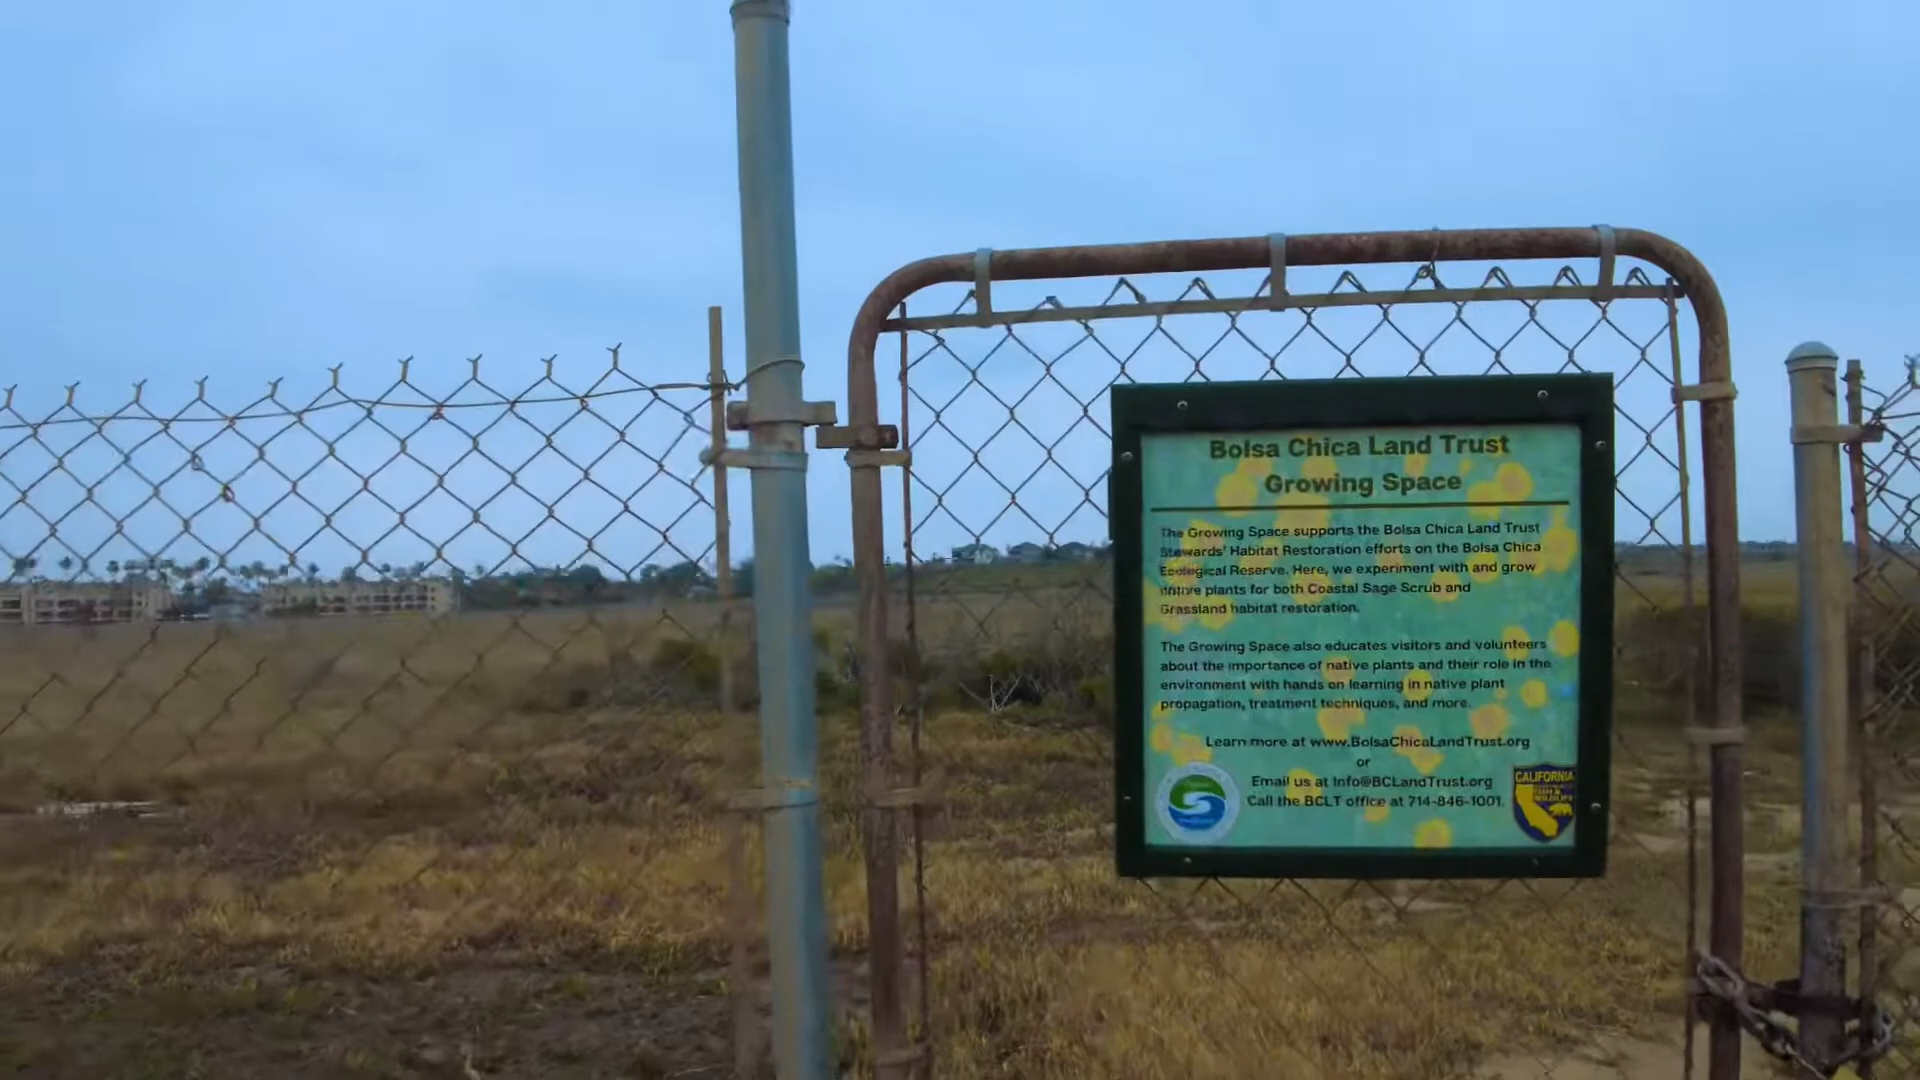 Bolsa Chica Land Trust
Growing Space
The Growing Space supports the Bolsa Chica Land Trust
Stewards' Habitat Restoration efforts on the Bolsa Chica
Ecological Reserve. Here, we experiment with and grow
native plants for both Coastal Sage Scrub and
Grassland habitat restoration.
The Growing Space also educates visitors and volunteers
about the importance of native plants and their role in the
environment with hands on learning in native plant
propagation, treatment techniques, and more.
Learn more at www.BolsaChicaLandTrust.org
or
Email us at Info@BCLandTrust.org
Call the BCLT office at 714-846-1001.
CALIFORNIA
FISH &
WILDLIFE